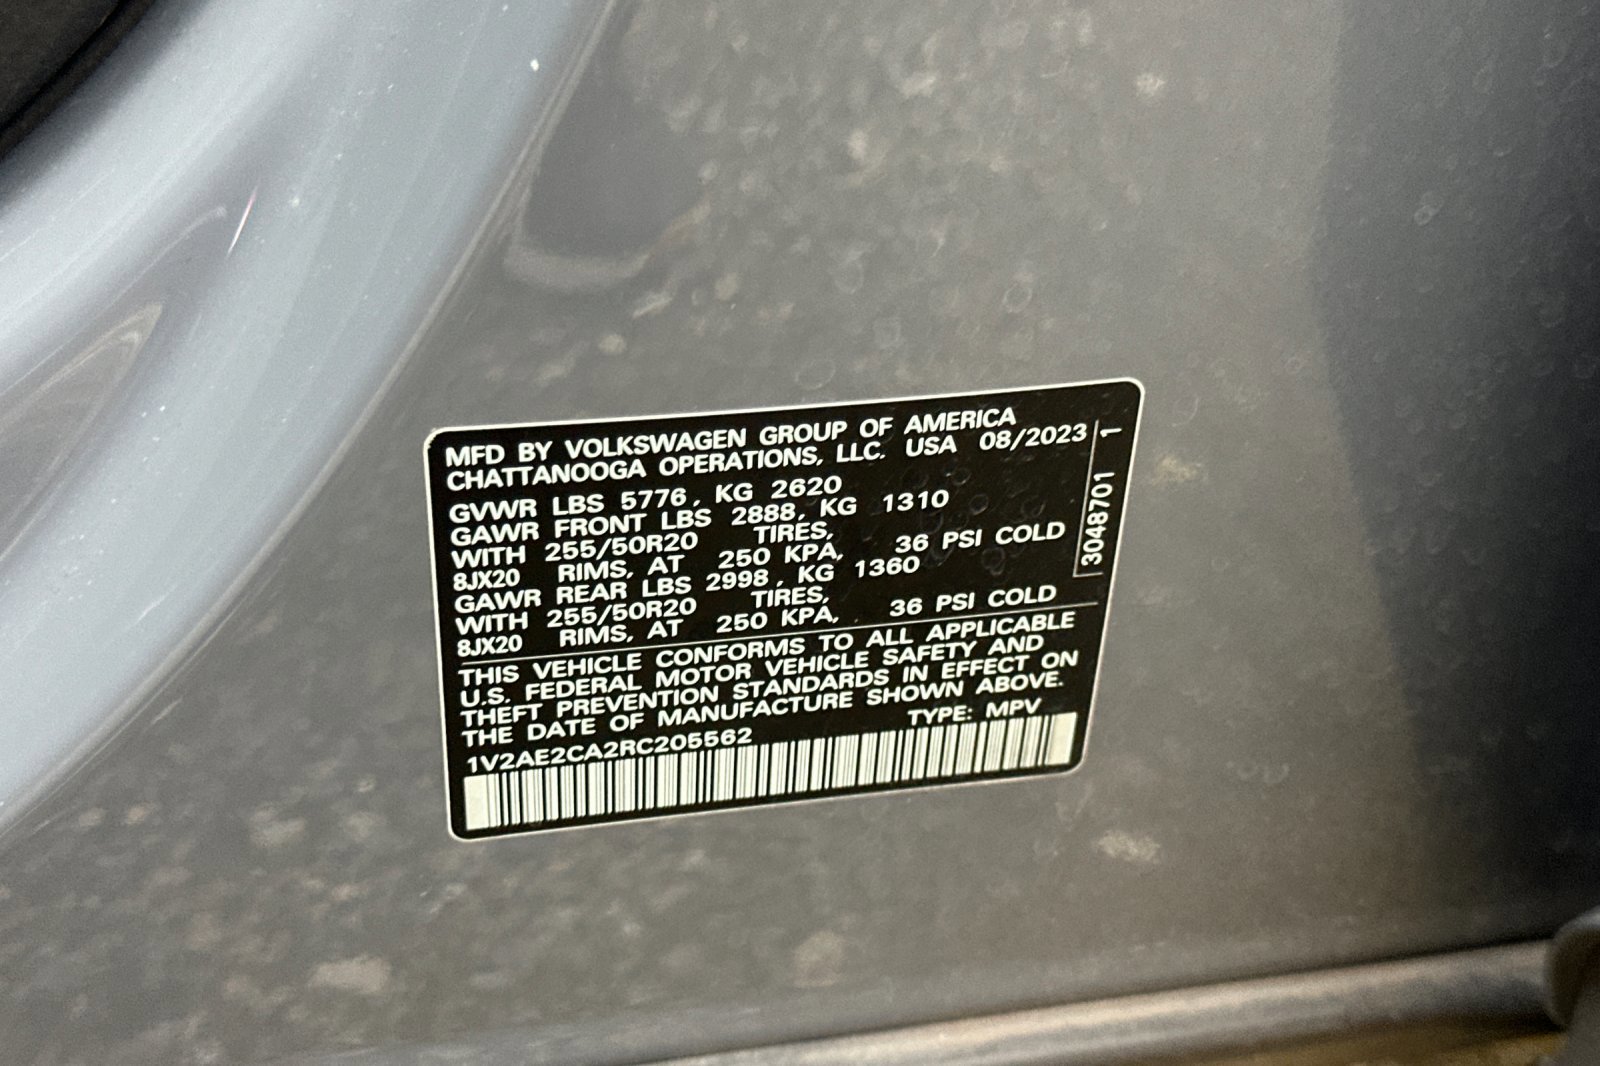 MFD BY VOLKSWAGEN GROUP OF AMERICA
CHATTANOOGA OPERATIONS, LLC. USA 08/2023
GVWR LBS 5776, KG 2620
GAWR FRONT LBS 2888, KG 1310
WITH 255/50R20 TIRES,
8JX20 RIMS, AT 250 KPA, 36 PSI COLD
GAWR REAR LBS 2998, KG 1360
WITH 255/50R20 TIRES,
8JX20 RIMS, AT 250 KPA, 36 PSI COLD
THIS VEHICLE CONFORMS TO ALL APPLICABLE
U.S. FEDERAL MOTOR VEHICLE SAFETY AND
THEFT PREVENTION STANDARDS IN EFFECT ON
THE DATE OF MANUFACTURE SHOWN ABOVE.
1V2AE2CA2RC205562 TYPE: MPV
3048701 1